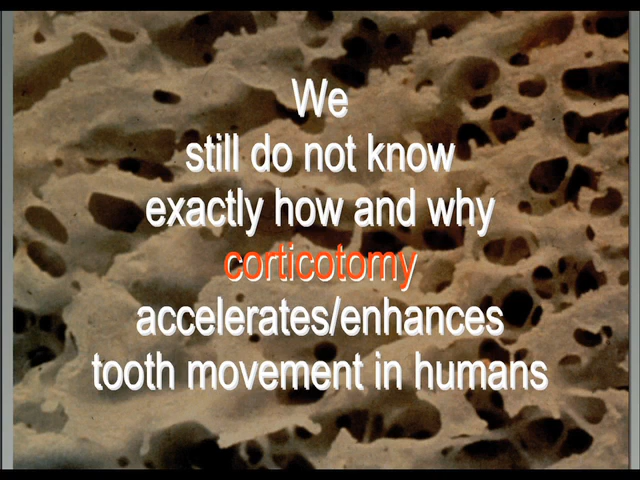 We
still do not know
exactly how and why
corticotomy
accelerates/enhances
tooth movement in humans